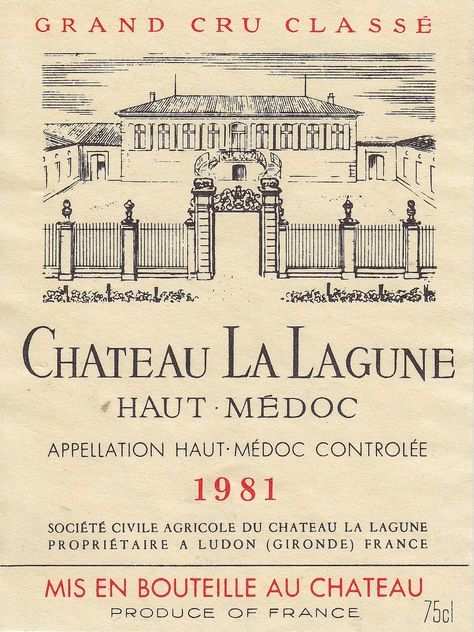 GRAND CRU CLASSÉ
CHATEAU LA LAGUNE
HAUT·MÉDOC
APPELLATION HAUT·MÉDOC CONTROLÉE
1981
SOCIÉTÉ CIVILE AGRICOLE DU CHATEAU LA LAGUNE
PROPRIÉTAIRE A LUDON (GIRONDE) FRANCE
MIS EN BOUTEILLE AU CHATEAU
PRODUCE OF FRANCE 75cl